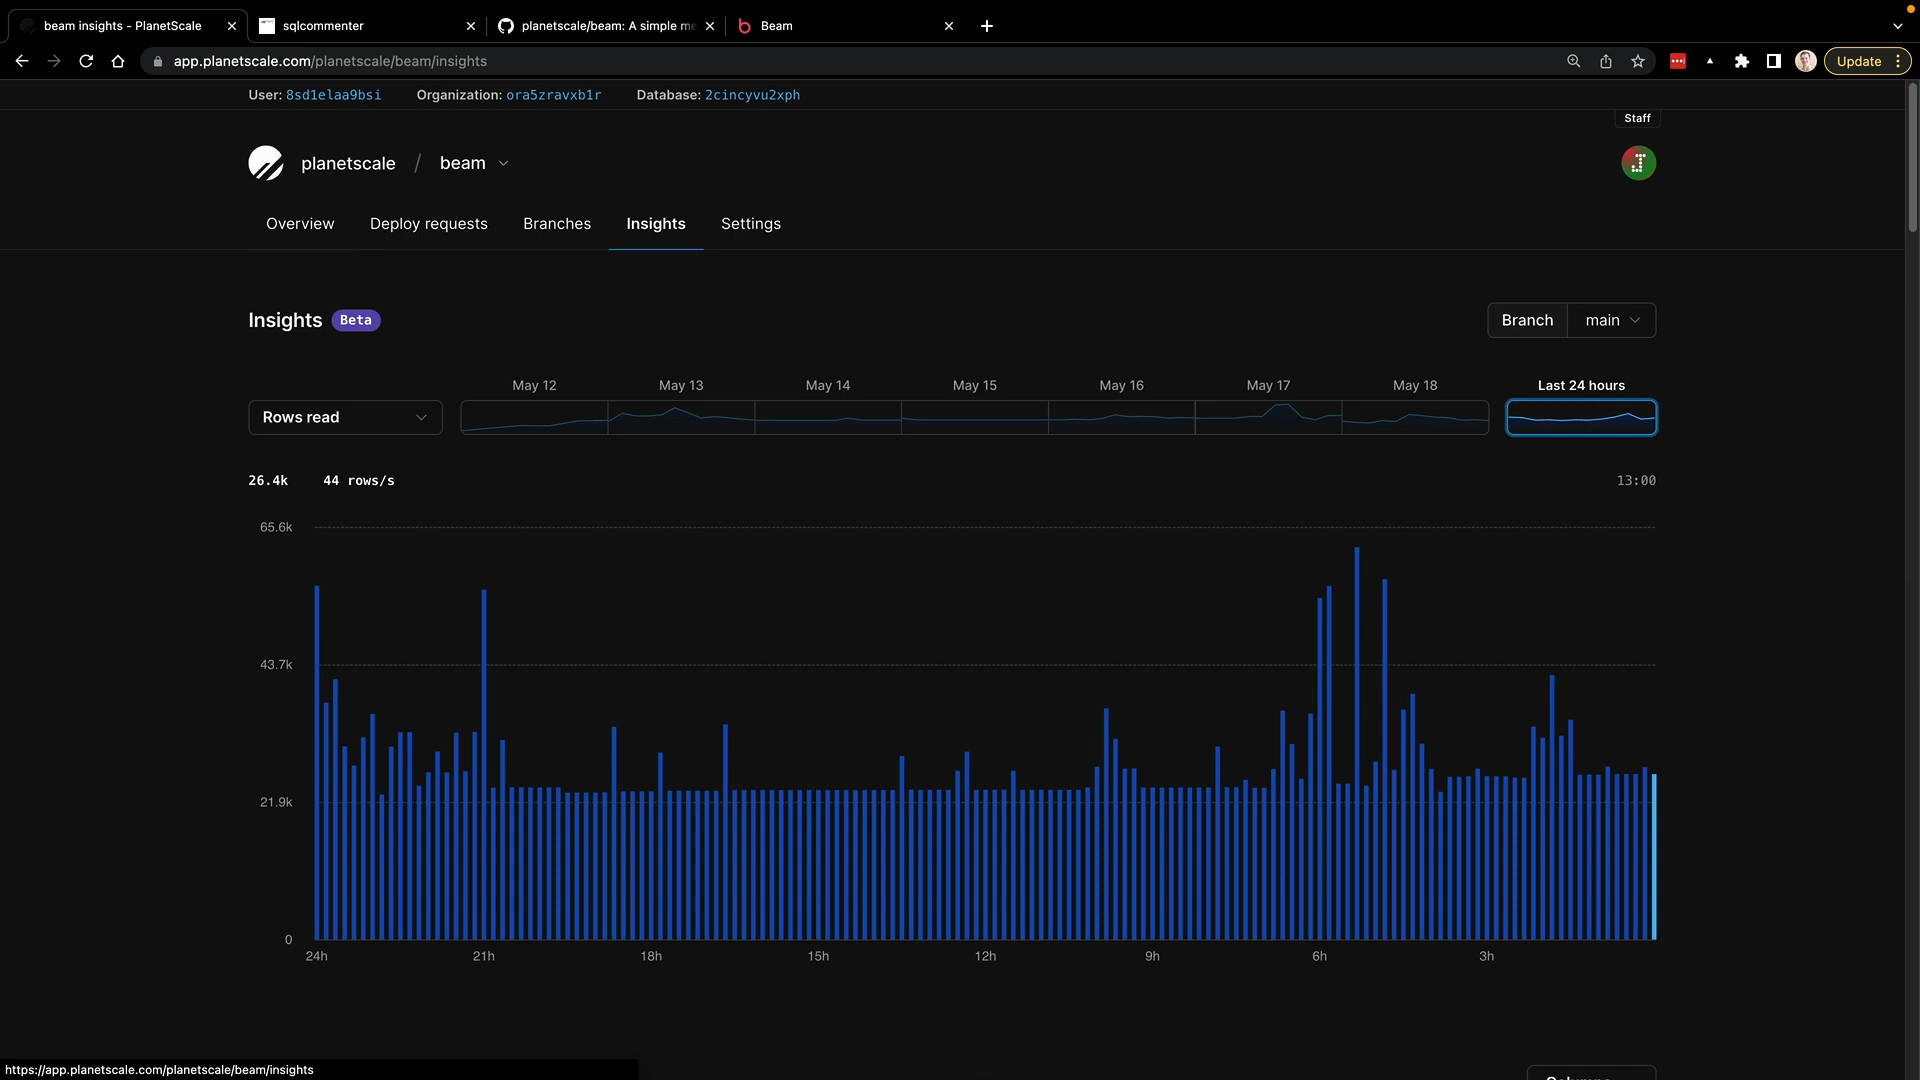 beam insights - PlanetScale
sqlcommenter
planetscale/beam: A simple me
Beam
app.planetscale.com/planetscale/beam/insights
Update
User: 8sd1elaa9bsi Organization: ora5zravxb1r Database: 2cincyvu2xph
Staff
planetscale / beam
Overview Deploy requests Branches Insights Settings
Insights Beta
Branch main
May 12 May 13 May 14 May 15 May 16 May 17 May 18 Last 24 hours
Rows read
26.4k 44 rows/s 13:00
65.6k
43.7k
21.9k
0
24h 21h 18h 15h 12h 9h 6h 3h
https://app.planetscale.com/planetscale/beam/insights